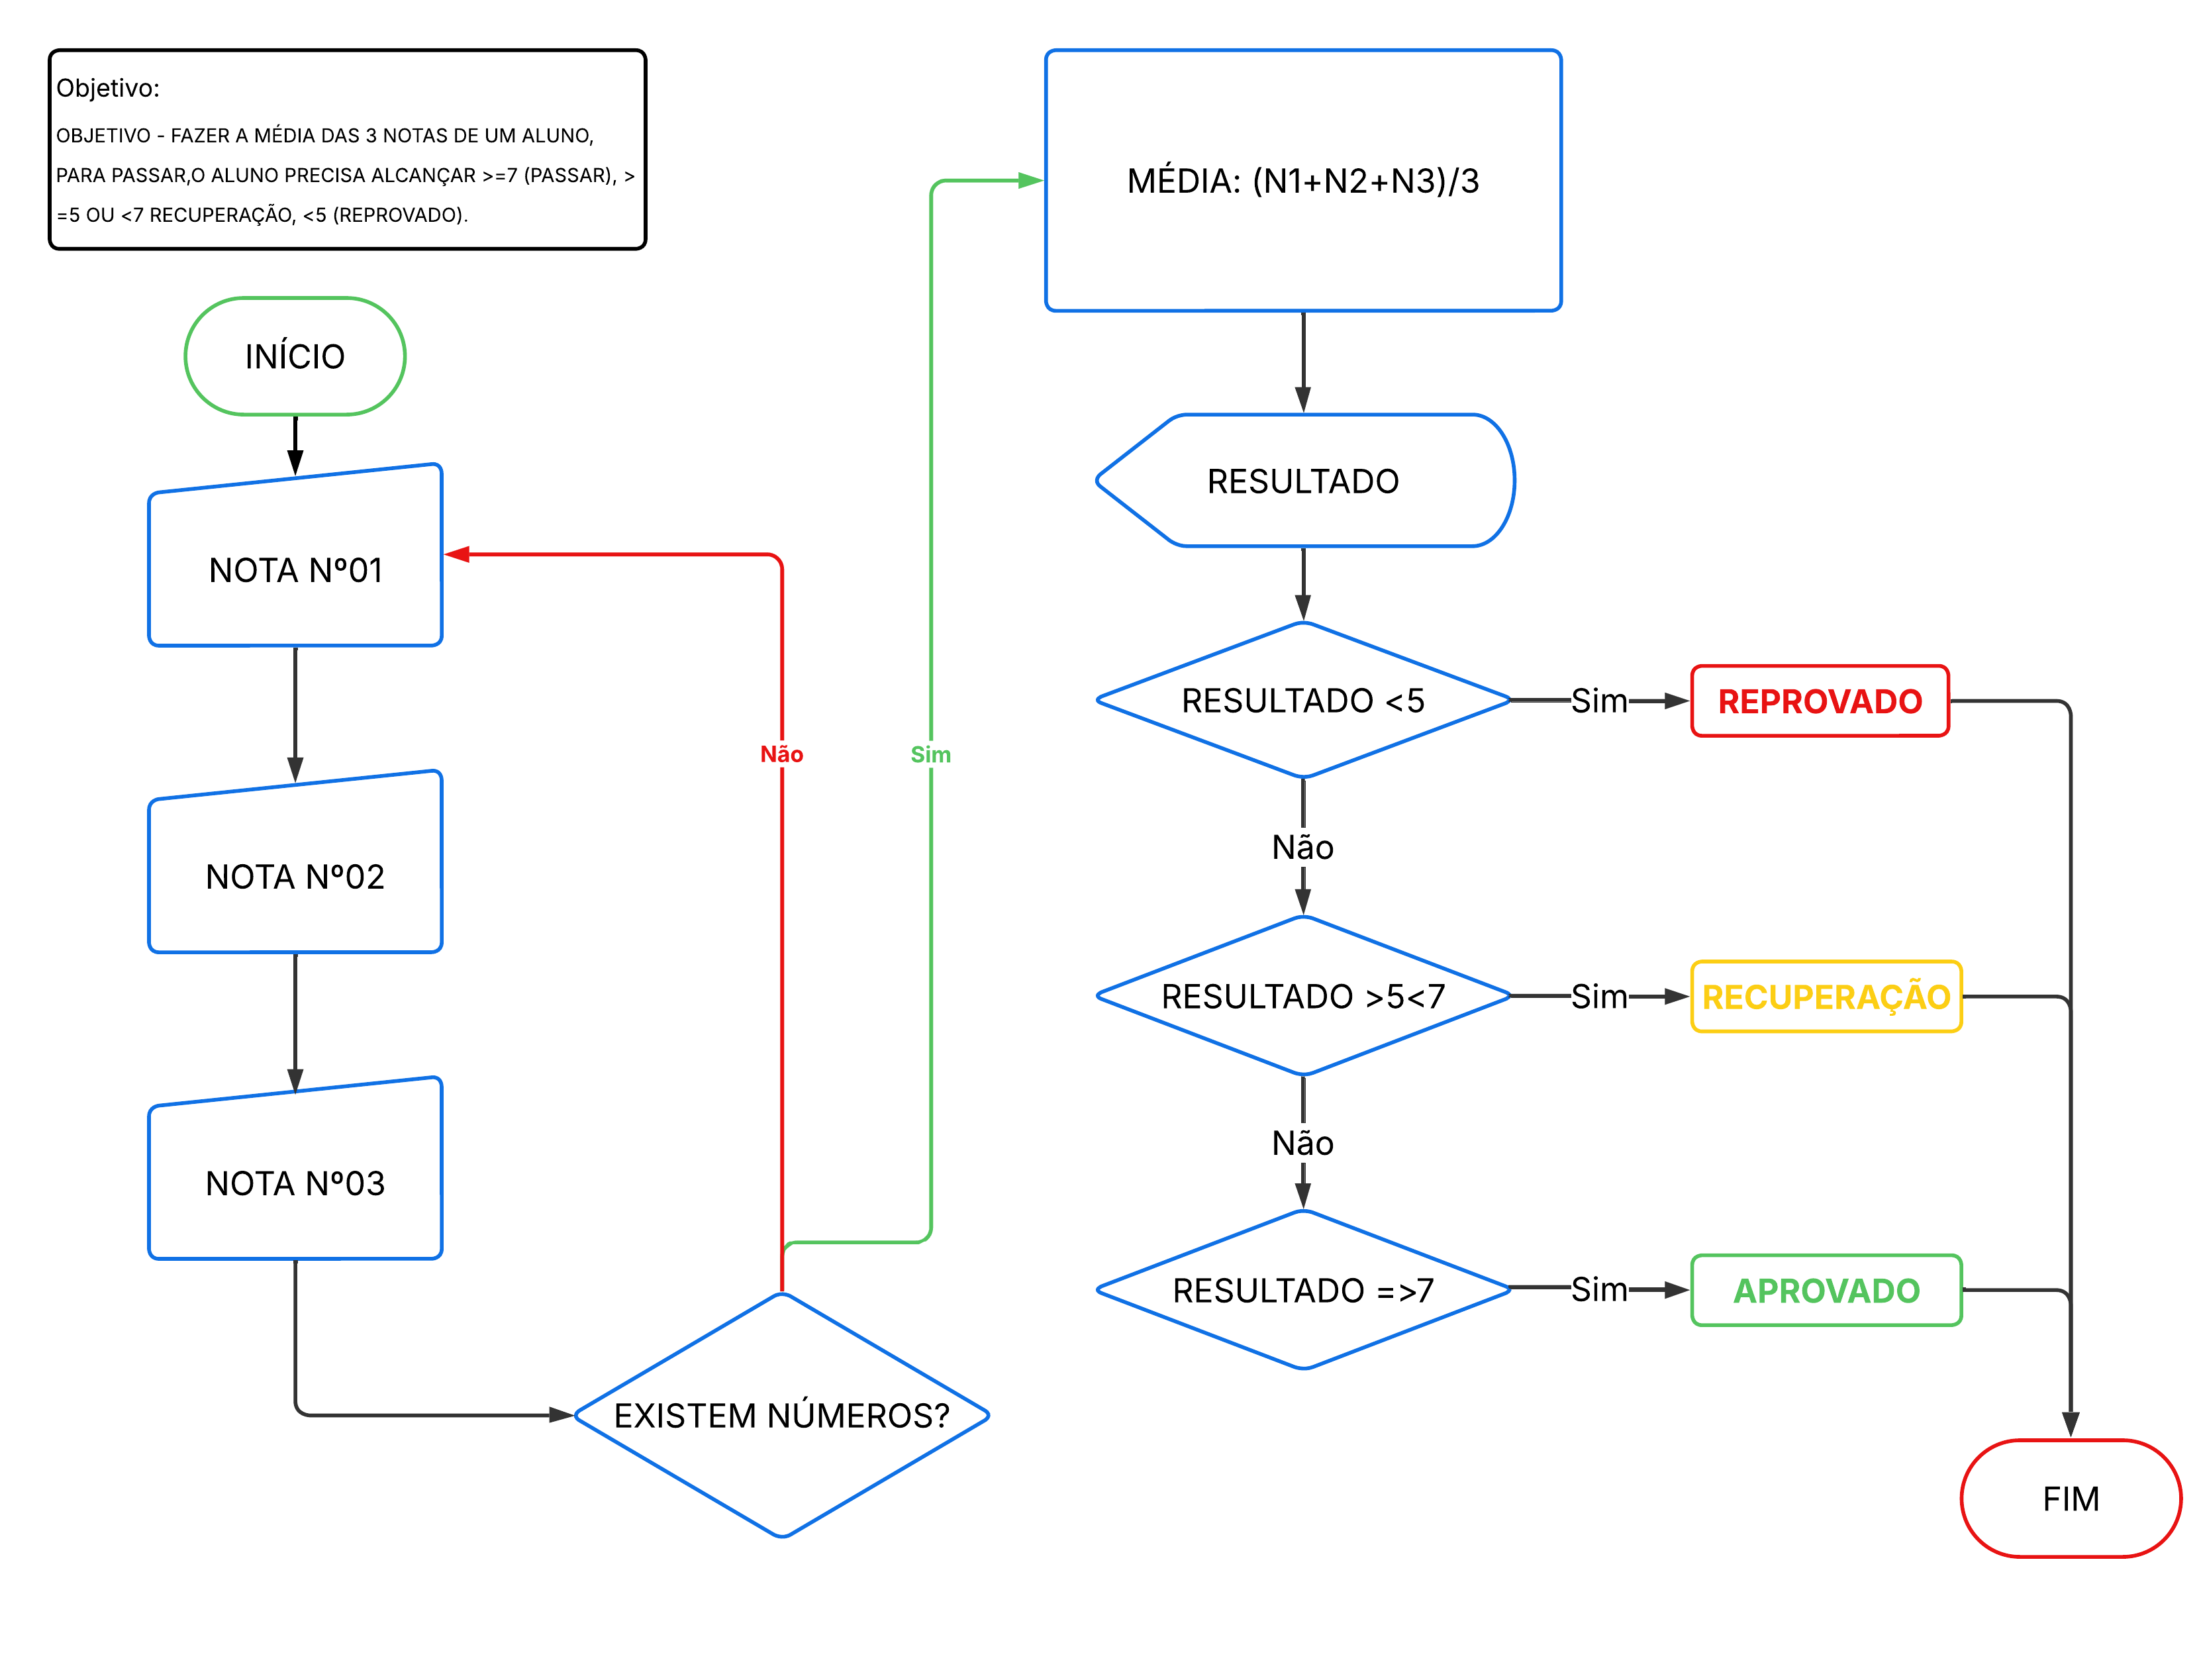 Objetivo:
OBJETIVO - FAZER A MÉDIA DAS 3 NOTAS DE UM ALUNO,
PARA PASSAR,O ALUNO PRECISA ALCANÇAR >=7 (PASSAR), >
=5 OU <7 RECUPERAÇÃO, <5 (REPROVADO).
INÍCIO
NOTA Nº01
NOTA Nº02
NOTA Nº03
EXISTEM NÚMEROS?
Não
Sim
MÉDIA: (N1+N2+N3)/3
RESULTADO
RESULTADO <5
Sim
REPROVADO
Não
RESULTADO >5<7
Sim
RECUPERAÇÃO
Não
RESULTADO =>7
Sim
APROVADO
FIM